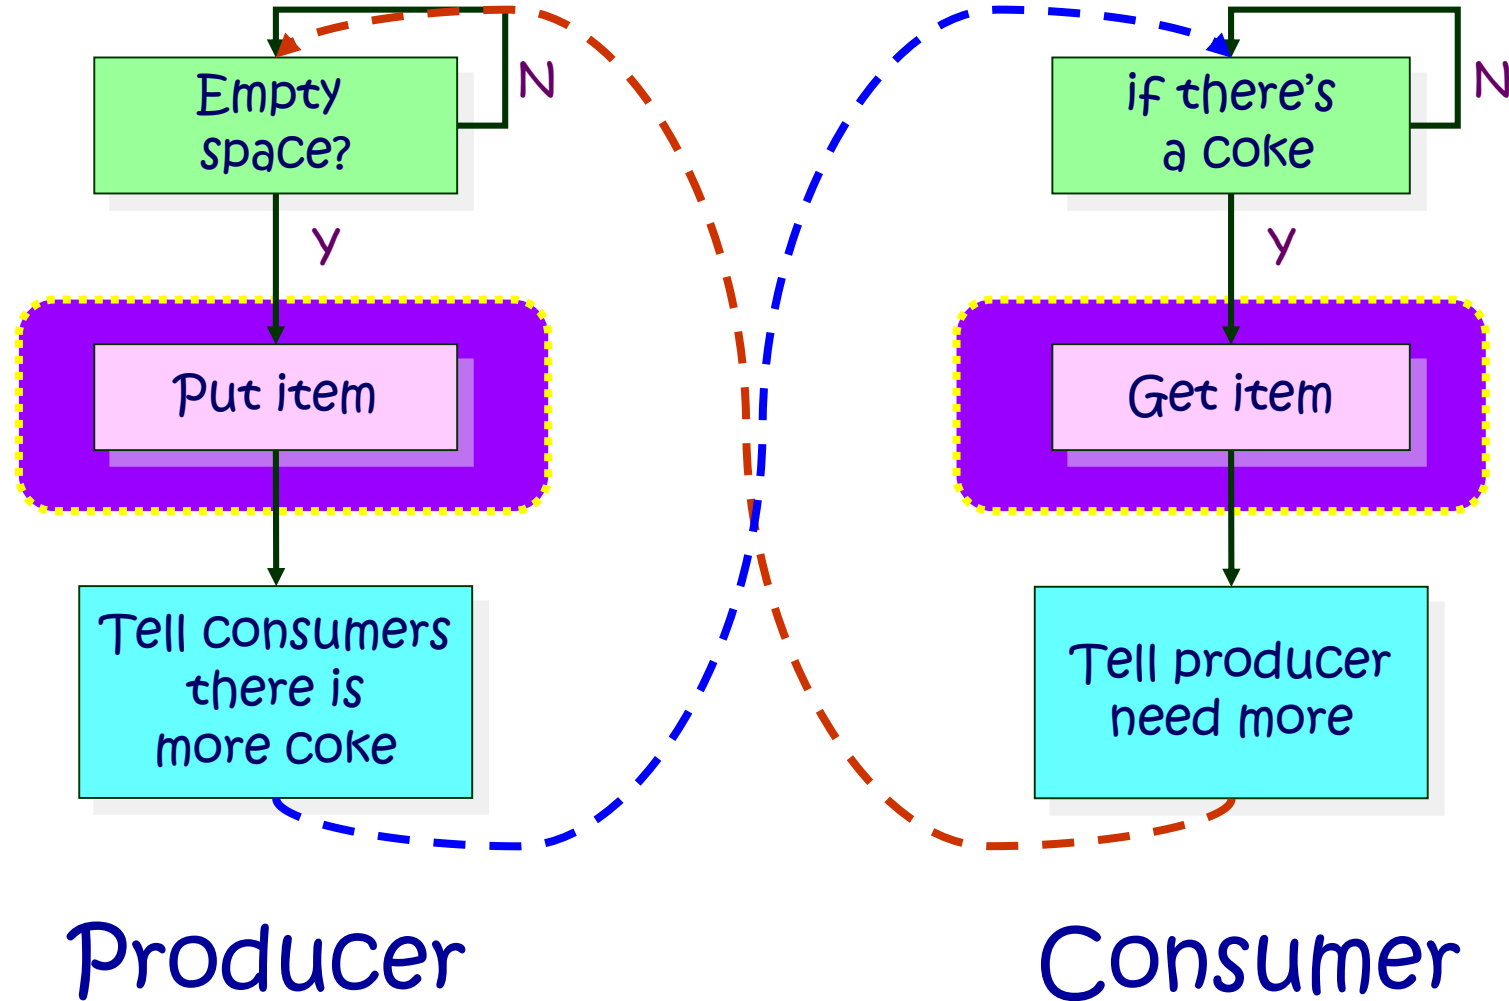 Empty
space?
N
Y
Put item
Tell consumers
there is
more coke
Producer
if there's
a coke
N
Y
Get item
Tell producer
need more
Consumer